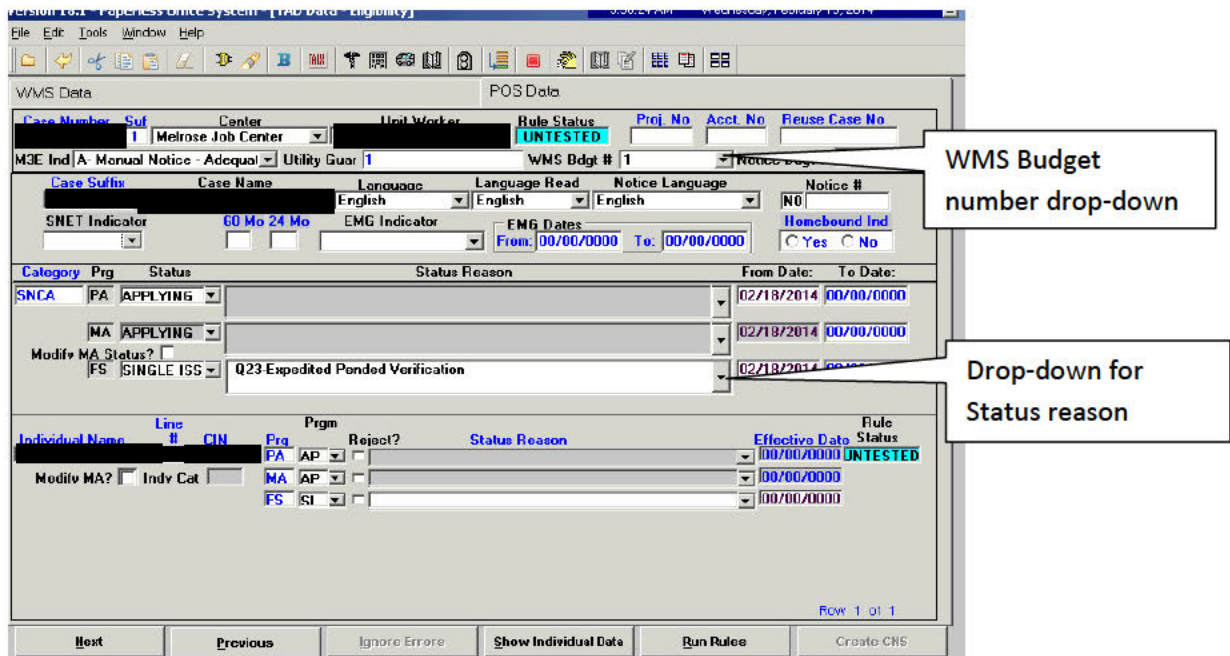 Version 18.1 - Paperless Office System - [TAD Data - Eligibility]
File Edit Tools Window Help
WMS Data POS Data
Case Number Suf Center Unit Worker Rule Status Proj. No Acct. No Reuse Case No
1 Melrose Job Center UNTESTED
M3E Ind A- Manual Notice - Adequat Utility Guar 1 WMS Bdgt # 1
Case Suffix Case Name Language Language Read Notice Language Notice #
English English English N0
SNET Indicator 60 Mo 24 Mo EMG Indicator EMG Dates Homebound Ind
From: 00/00/0000 To: 00/00/0000 Yes No
Category Prg Status Status Reason From Date: To Date:
SNCA PA APPLYING 02/18/2014 00/00/0000
MA APPLYING 02/18/2014 00/00/0000
Modify MA Status?
FS SINGLE ISS Q23-Expedited Pended Verification 02/18/2014
Line Prgm Rule
Individual Name # CIN Prg Reject? Status Reason Effective Date Status
PA AP 00/00/0000 UNTESTED
Modify MA? Indv Cat MA AP 00/00/0000
FS SI 00/00/0000
Row 1 of 1
Next Previous Ignore Errors Show Individual Data Run Rules Create CNS
WMS Budget
number drop-down
Drop-down for
Status reason